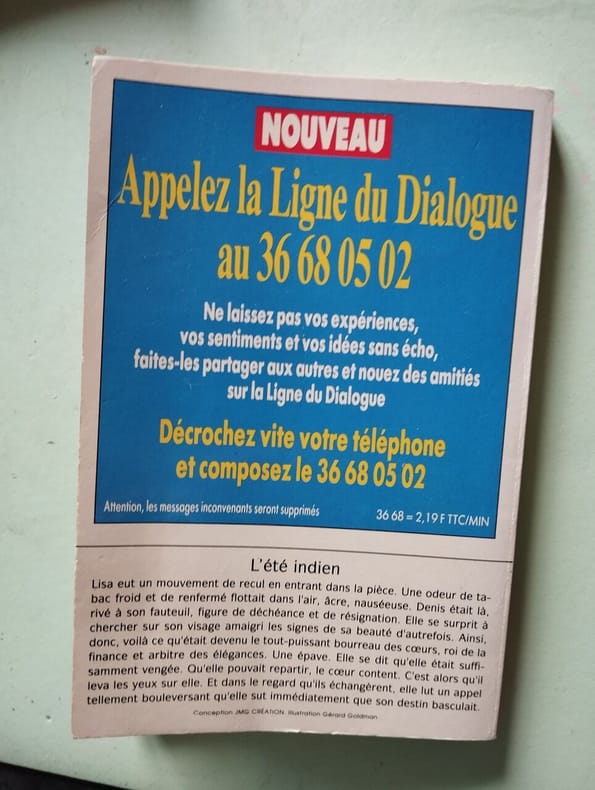 NOUVEAU
Appelez la Ligne du Dialogue
au 36 68 05 02
Ne laissez pas vos expériences,
vos sentiments et vos idées sans écho,
faites-les partager aux autres et nouez des amitiés
sur la Ligne du Dialogue
Décrochez vite votre téléphone
et composez le 36 68 05 02
Attention, les messages inconvenants seront supprimés
36 68 = 2,19 F TTC/MIN
L'été indien
Lisa eut un mouvement de recul en entrant dans la pièce. Une odeur de ta-
bac froid et de renfermé flottait dans l'air, âcre, nauséeuse. Denis était là,
rivé à son fauteuil, figure de déchéance et de résignation. Elle se surprit à
chercher sur son visage amaigri les signes de sa beauté d'autrefois. Ainsi,
donc, voilà ce qu'était devenu le tout-puissant bourreau des cœurs, roi de la
finance et arbitre des élégances. Une épave. Elle se dit qu'elle était suffi-
samment vengée. Qu'elle pouvait repartir, le cœur content. C'est alors qu'il
leva les yeux sur elle. Et dans le regard qu'ils échangèrent, elle lut un appel
tellement bouleversant qu'elle sut immédiatement que son destin basculait.
Conception JMG CRÉATION. Illustration Gérard Goldman